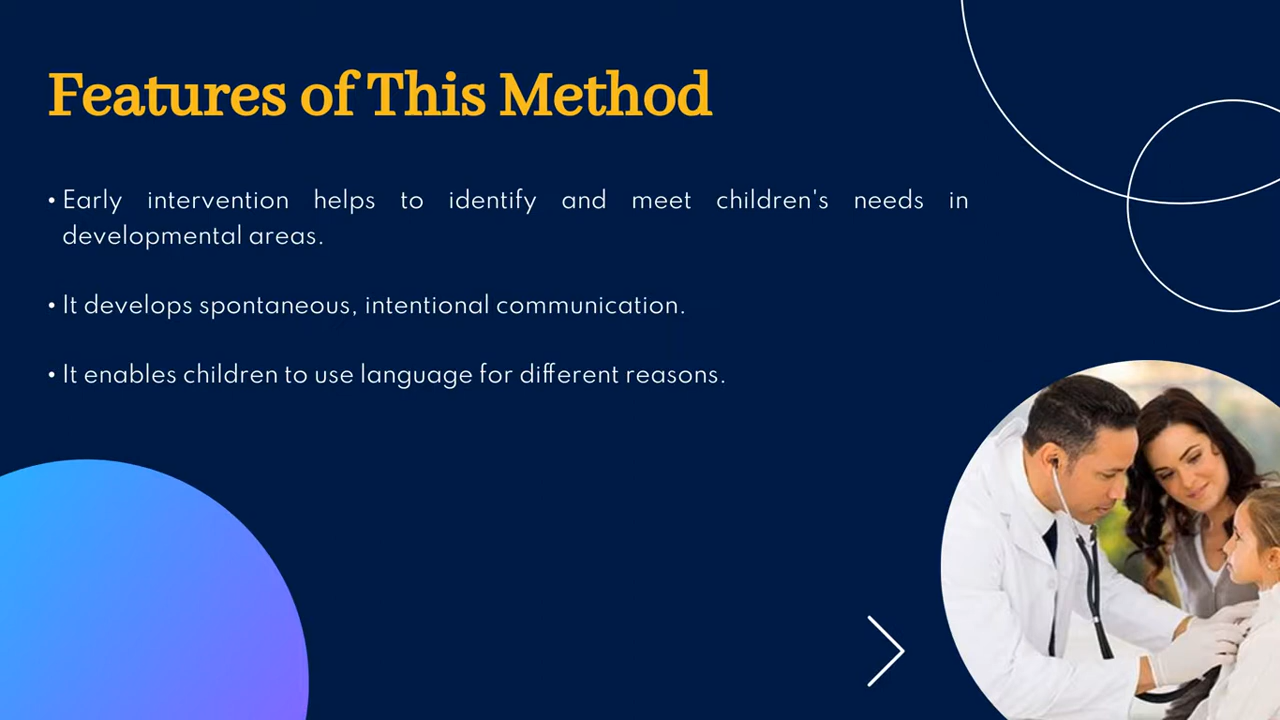 Features of This Method
• Early intervention helps to identify and meet children's needs in
developmental areas.
• It develops spontaneous, intentional communication.
• It enables children to use language for different reasons.